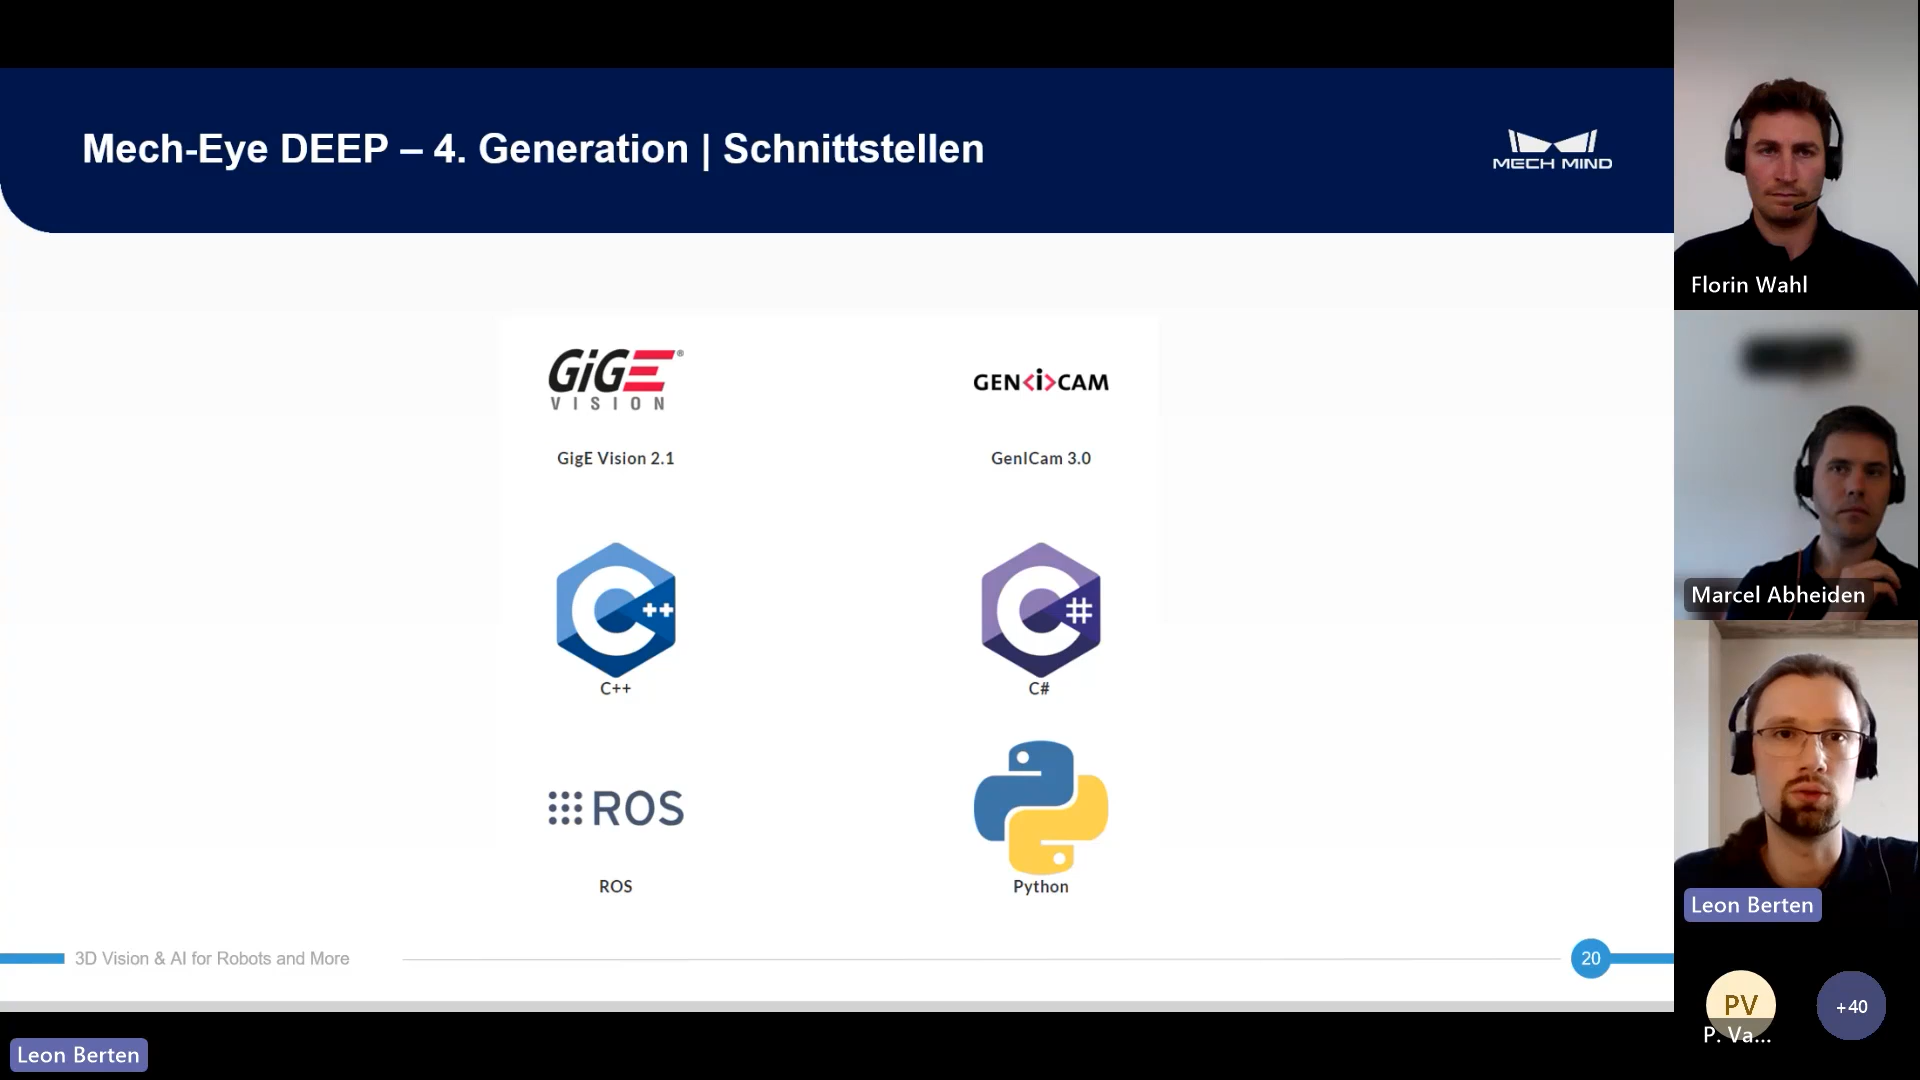 Mech-Eye DEEP – 4. Generation | Schnittstellen
MECH MIND
GiGE®
VISION
GEN<i>CAM
GigE Vision 2.1
GenICam 3.0
C++
C#
C++
C#
ROS
ROS
Python
3D Vision & AI for Robots and More
20
Florin Wahl
Marcel Abheiden
Leon Berten
PV
P. Va...
+40
Leon Berten